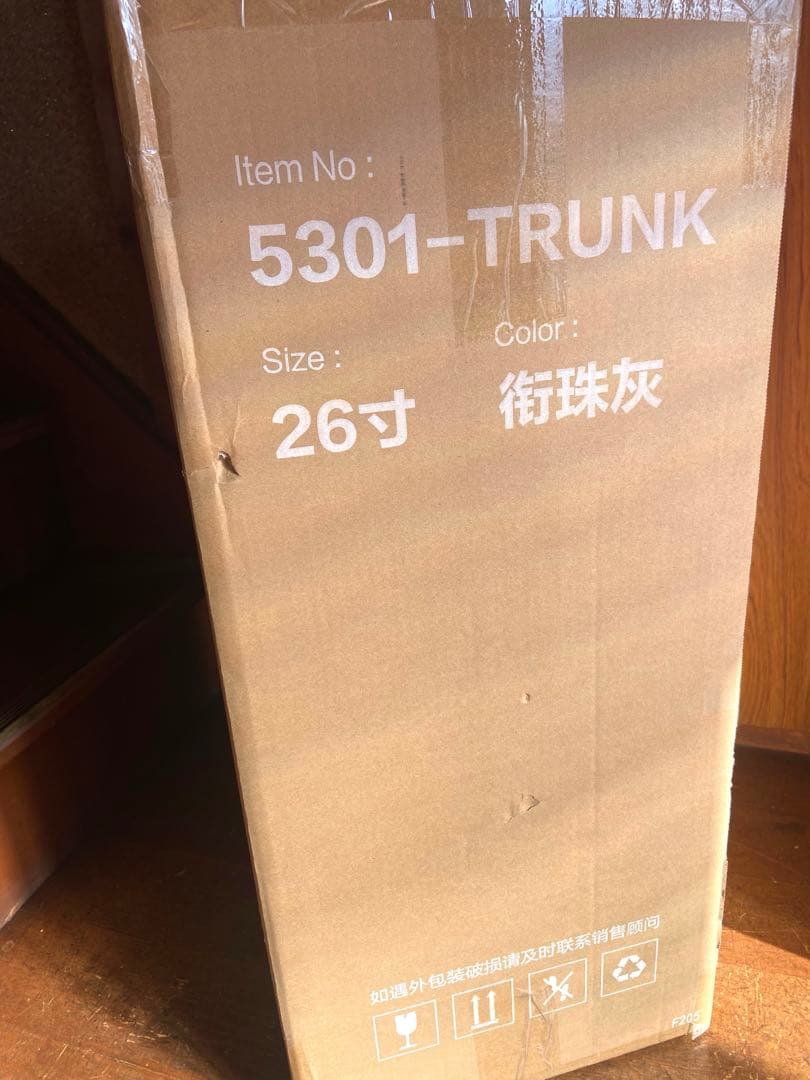 Item No :
5301-TRUNK
Size : Color :
26寸 衔珠灰
如遇外包装破损请及时联系销售顾问
F205